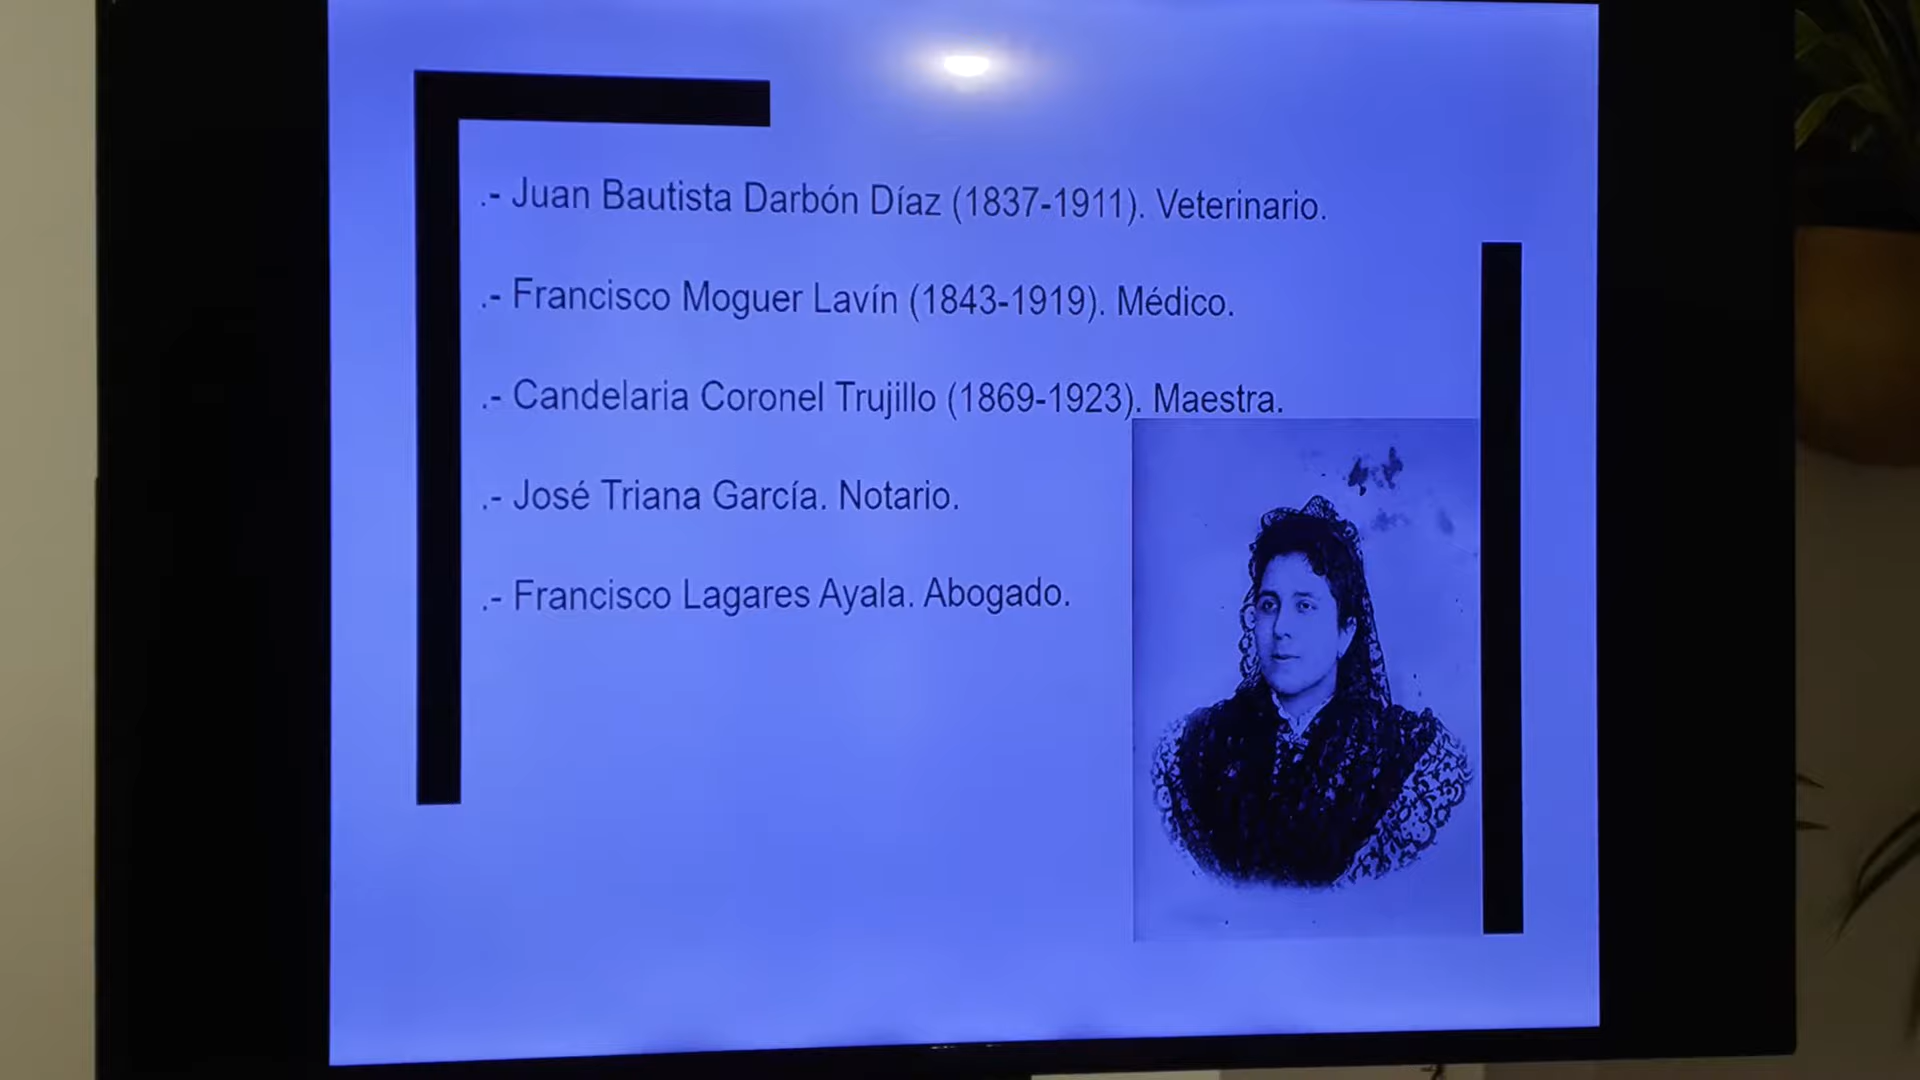 .- Juan Bautista Darbón Díaz (1837-1911). Veterinario.
.- Francisco Moguer Lavín (1843-1919). Médico.
.- Candelaria Coronel Trujillo (1869-1923). Maestra.
.- José Triana García. Notario.
.- Francisco Lagares Ayala. Abogado.